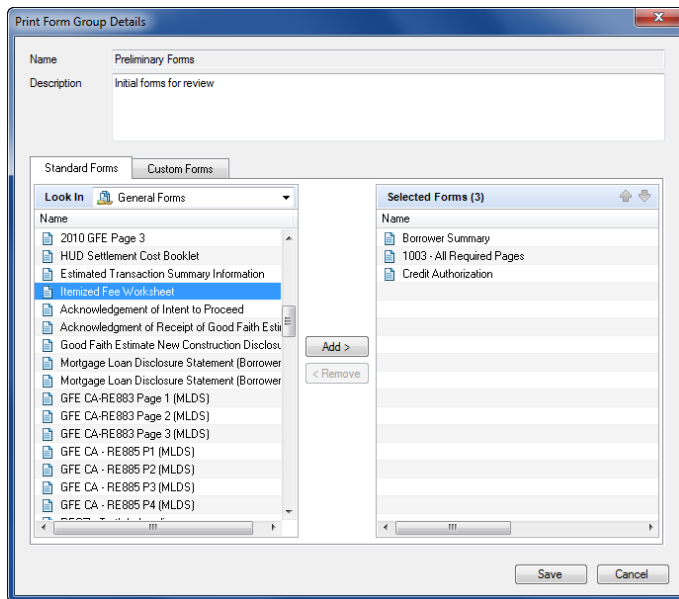 Print Form Group Details
Name Preliminary Forms
Description Initial forms for review
Standard Forms Custom Forms
Look In General Forms
Name
2010 GFE Page 3
HUD Settlement Cost Booklet
Estimated Transaction Summary Information
Itemized Fee Worksheet
Acknowledgement of Intent to Proceed
Acknowledgment of Receipt of Good Faith Esti
Good Faith Estimate New Construction Disclosu
Mortgage Loan Disclosure Statement (Borrower
Mortgage Loan Disclosure Statement (Borrower
GFE CA-RE883 Page 1 (MLDS)
GFE CA-RE883 Page 2 (MLDS)
GFE CA-RE883 Page 3 (MLDS)
GFE CA - RE885 P1 (MLDS)
GFE CA - RE885 P2 (MLDS)
GFE CA - RE885 P3 (MLDS)
GFE CA - RE885 P4 (MLDS)
Add >
< Remove
Selected Forms (3)
Name
Borrower Summary
1003 - All Required Pages
Credit Authorization
Save Cancel